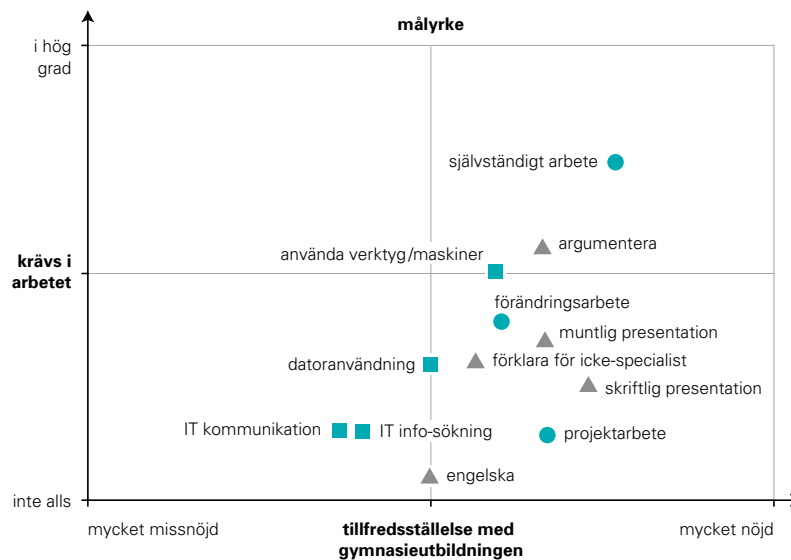 målyrke
i hög
grad
självständigt arbete
argumentera
använda verktyg/maskiner
krävs i
arbetet
förändringsarbete
muntlig presentation
förklara för icke-specialist
datoranvändning
skriftlig presentation
IT kommunikation
IT info-sökning
projektarbete
engelska
inte alls
mycket missnöjd
tillfredsställelse med
gymnasieutbildningen
mycket nöjd